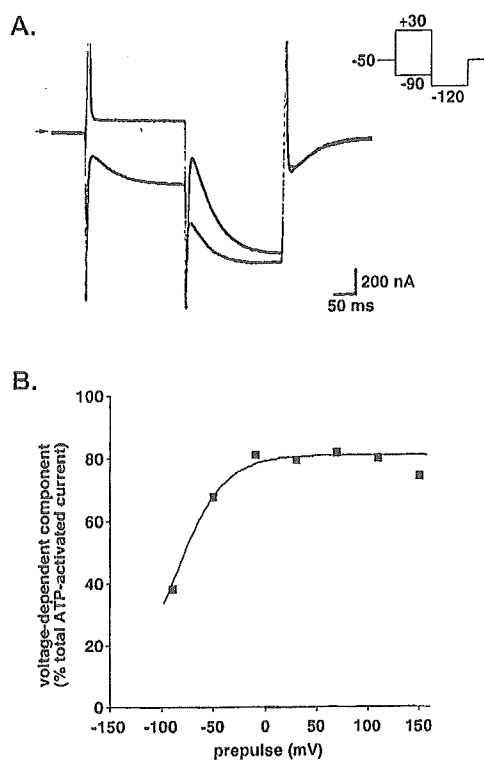 A.
+30
-50
-90
-120
200 nA
50 ms
B.
voltage-dependent component
(% total ATP-activated current)
100
80
60
40
20
0
-150
-100
-50
0
50
100
150
prepulse (mV)